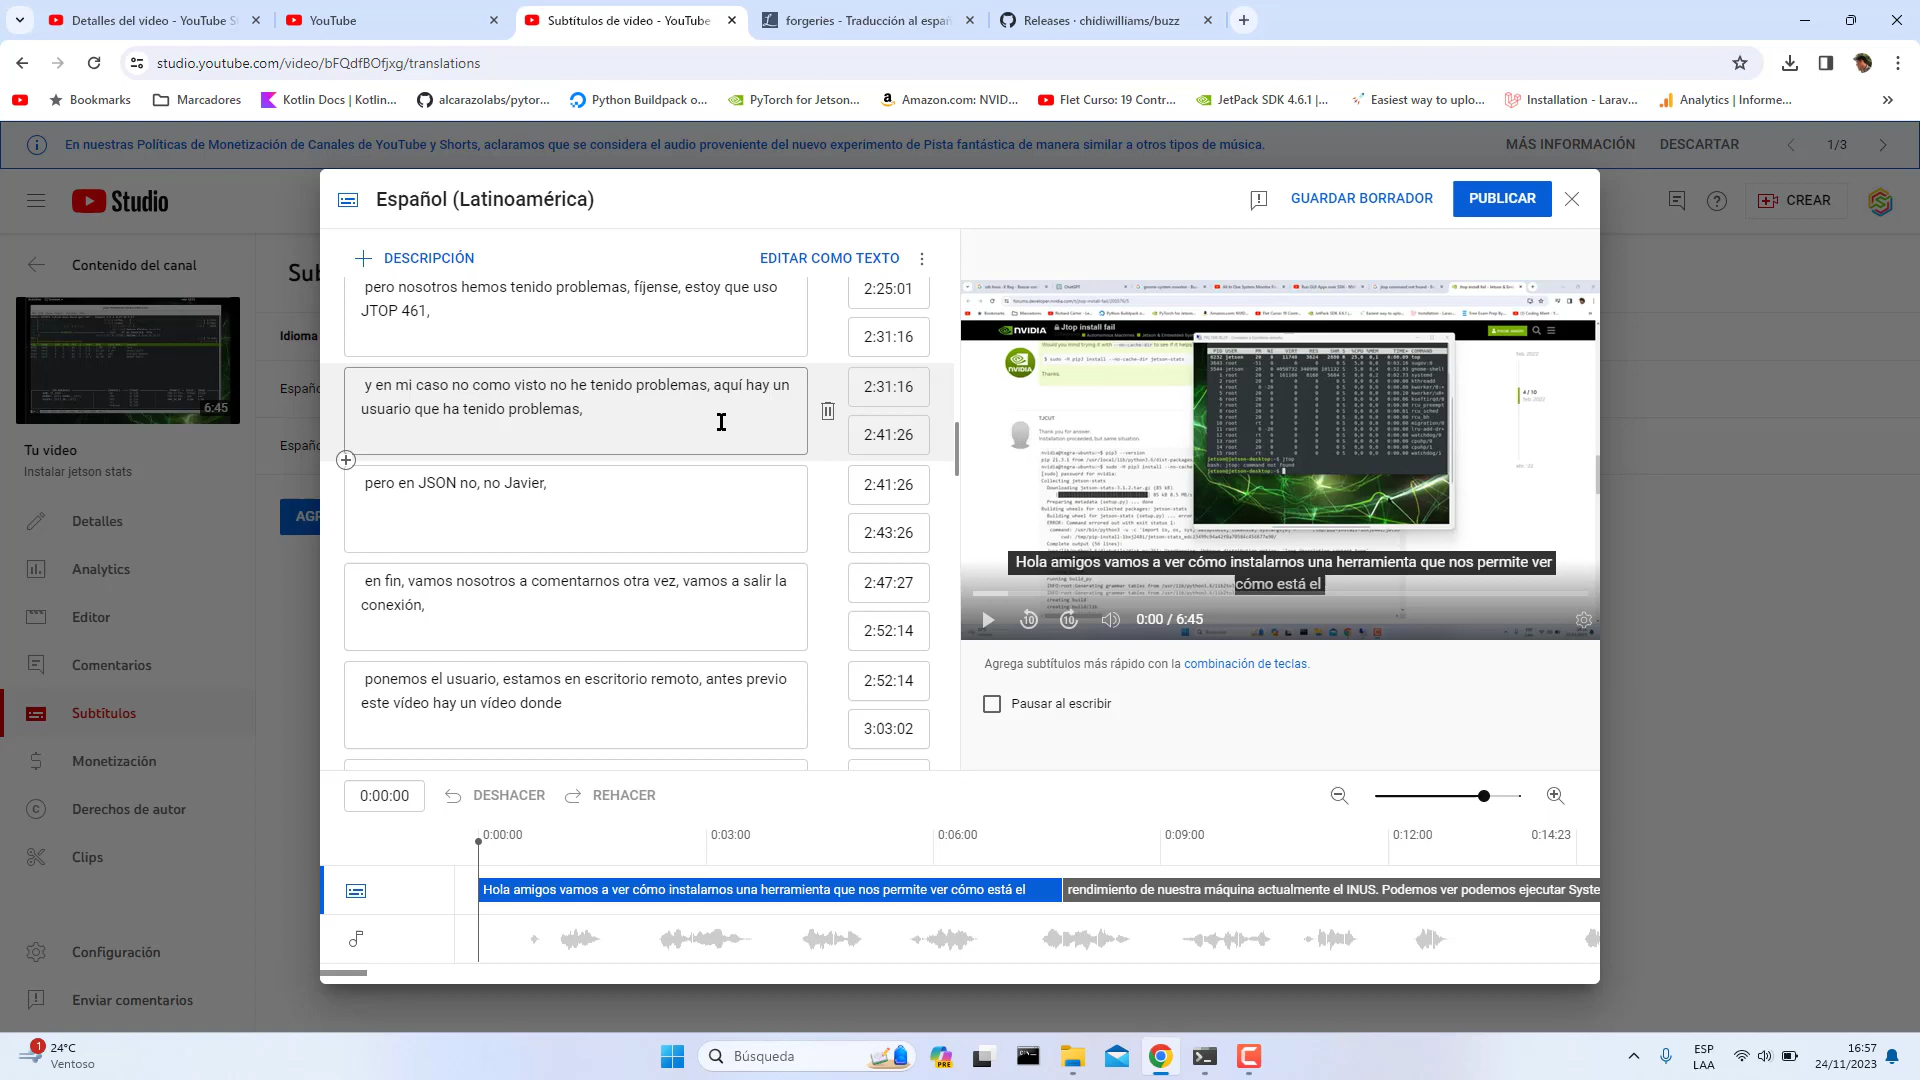 Detalles del video - YouTube S
YouTube
Subtítulos de video - YouTube
forgeries - Traducción al españ
Releases · chidiwilliams/buzz
studio.youtube.com/video/bFQdfBOfjxg/translations
Bookmarks
Marcadores
Kotlin Docs | Kotlin...
alcarazolabs/pytor...
Python Buildpack o...
PyTorch for Jetson...
Amazon.com: NVID...
Flet Curso: 19 Contr...
JetPack SDK 4.6.1 |...
Easiest way to uplo...
Installation - Larav...
Analytics | Informe...
En nuestras Políticas de Monetización de Canales de YouTube y Shorts, aclaramos que se considera el audio proveniente del nuevo experimento de Pista fantástica de manera similar a otros tipos de música.
MÁS INFORMACIÓN
DESCARTAR
1/3
Studio
CREAR
Español (Latinoamérica)
GUARDAR BORRADOR
PUBLICAR
Contenido del canal
6:45
Tu video
Instalar jetson stats
Detalles
Analytics
Editor
Comentarios
Subtítulos
Monetización
Derechos de autor
Clips
Configuración
Enviar comentarios
Sub
Idioma
Españo
Españo
AGR
DESCRIPCIÓN
EDITAR COMO TEXTO
pero nosotros hemos tenido problemas, fíjense, estoy que uso
JTOP 461,
2:25:01
2:31:16
y en mi caso no como visto no he tenido problemas, aquí hay un
usuario que ha tenido problemas,
2:31:16
2:41:26
pero en JSON no, no Javier,
2:41:26
2:43:26
en fin, vamos nosotros a comentarnos otra vez, vamos a salir la
conexión,
2:47:27
2:52:14
ponemos el usuario, estamos en escritorio remoto, antes previo
este vídeo hay un vídeo donde
2:52:14
3:03:02
NVIDIA
Jtop install fail
Hola amigos vamos a ver cómo instalarnos una herramienta que nos permite ver
cómo está el
0:00 / 6:45
Agrega subtítulos más rápido con la combinación de teclas.
Pausar al escribir
0:00:00
DESHACER
REHACER
0:00:00
0:03:00
0:06:00
0:09:00
0:12:00
0:14:23
Hola amigos vamos a ver cómo instalarnos una herramienta que nos permite ver cómo está el
rendimiento de nuestra máquina actualmente el INUS. Podemos ver podemos ejecutar Syste
1
24°C
Ventoso
Búsqueda
PRE
ESP
LAA
16:57
24/11/2023